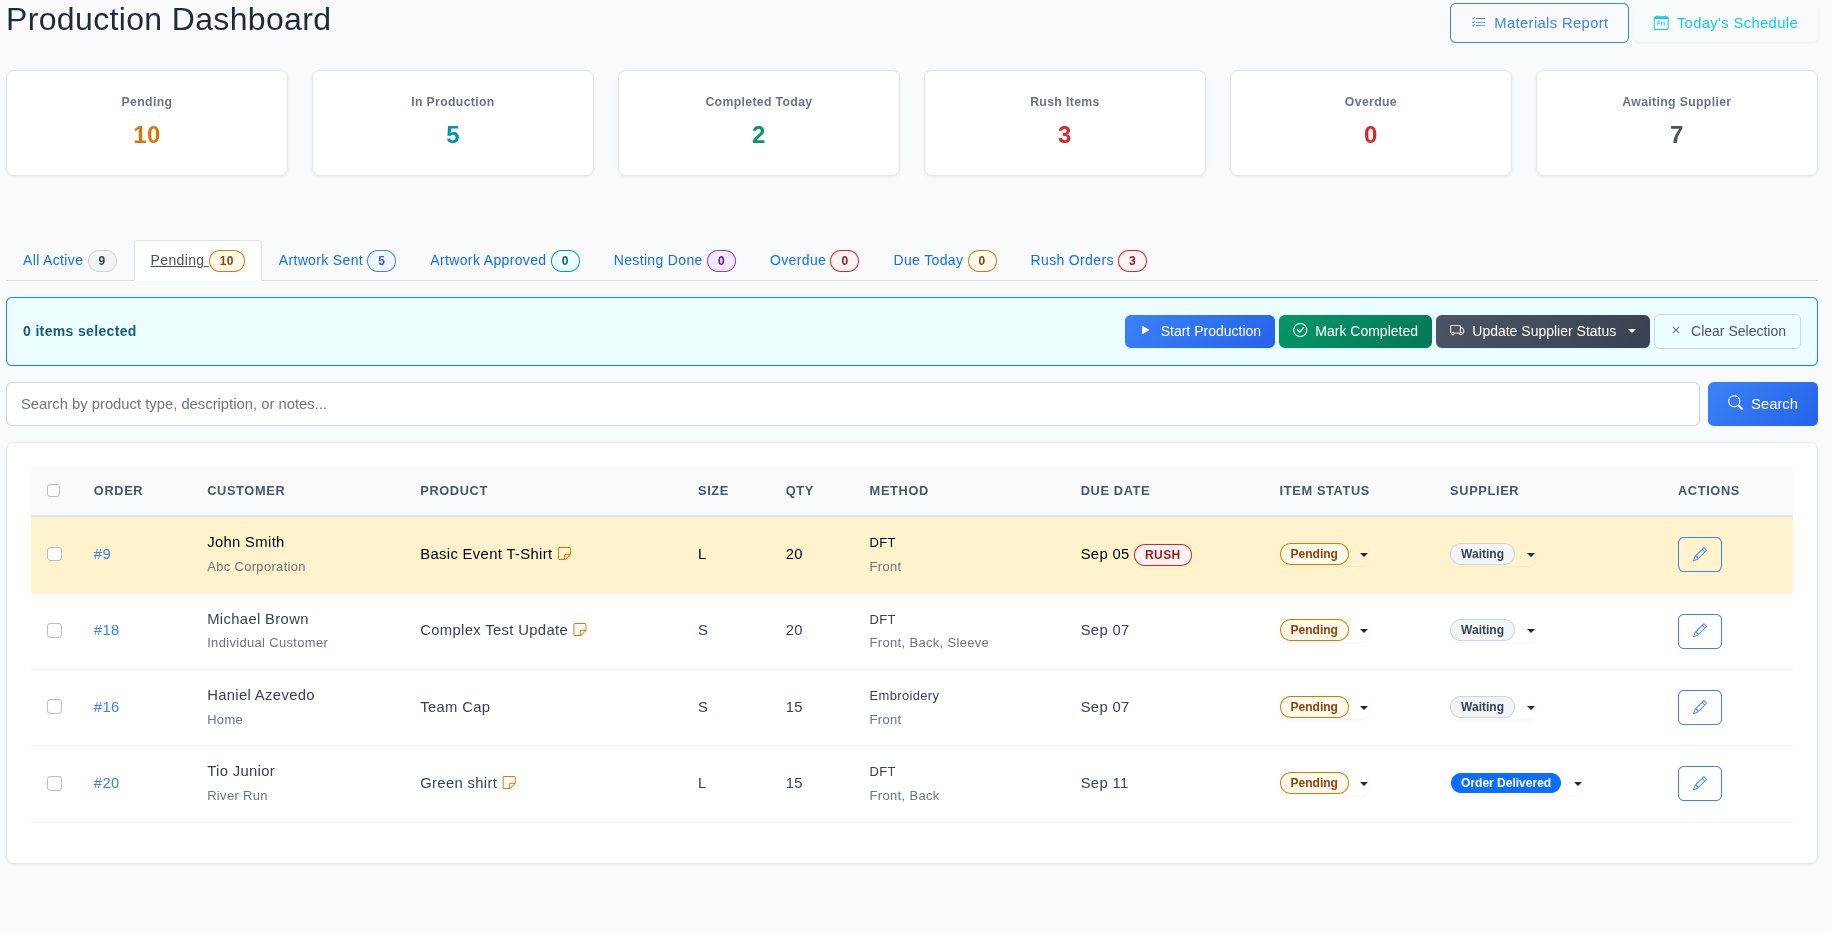 Production Dashboard
Materials Report
Today's Schedule
Pending
10
In Production
5
Completed Today
2
Rush Items
3
Overdue
0
Awaiting Supplier
7
All Active 9
Pending 10
Artwork Sent 5
Artwork Approved 0
Nesting Done 0
Overdue 0
Due Today 0
Rush Orders 3
0 items selected
Start Production
Mark Completed
Update Supplier Status
Clear Selection
Search by product type, description, or notes...
Search
ORDER CUSTOMER PRODUCT SIZE QTY METHOD DUE DATE ITEM STATUS SUPPLIER ACTIONS
#9 John Smith Basic Event T-Shirt L 20 DFT Sep 05 RUSH Pending Waiting
Abc Corporation Front
#18 Michael Brown Complex Test Update S 20 DFT Sep 07 Pending Waiting
Individual Customer Front, Back, Sleeve
#16 Haniel Azevedo Team Cap S 15 Embroidery Sep 07 Pending Waiting
Home Front
#20 Tio Junior Green shirt L 15 DFT Sep 11 Pending Order Delivered
River Run Front, Back